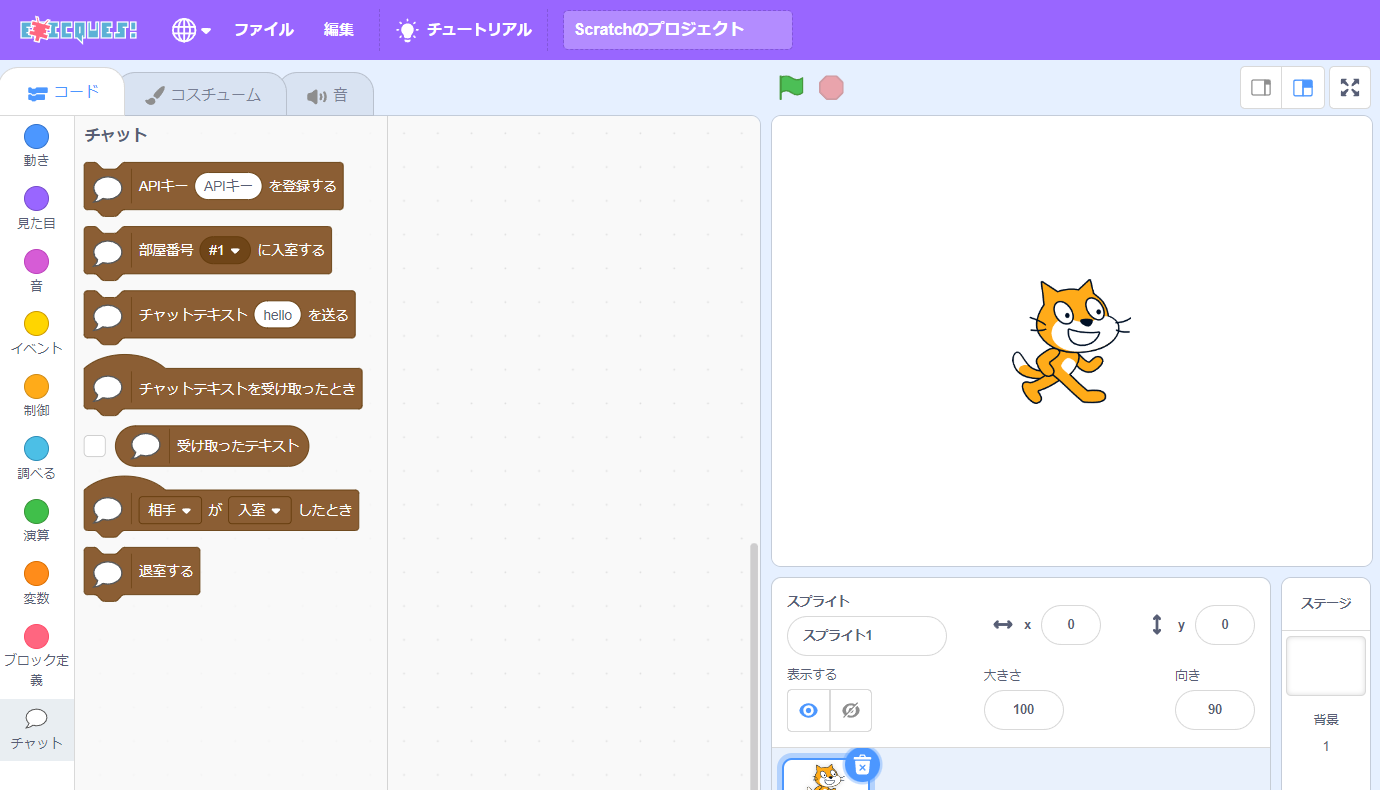 ファイル 編集 チュートリアル Scratchのプロジェクト
コード コスチューム 音
動き
見た目
音
イベント
制御
調べる
演算
変数
ブロック定
義
チャット
チャット
APIキー APIキー を登録する
部屋番号 #1 に入室する
チャットテキスト hello を送る
チャットテキストを受け取ったとき
受け取ったテキスト
相手 が 入室 したとき
退室する
スプライト
スプライト1
x 0
y 0
表示する
大きさ
100
向き
90
ステージ
背景
1